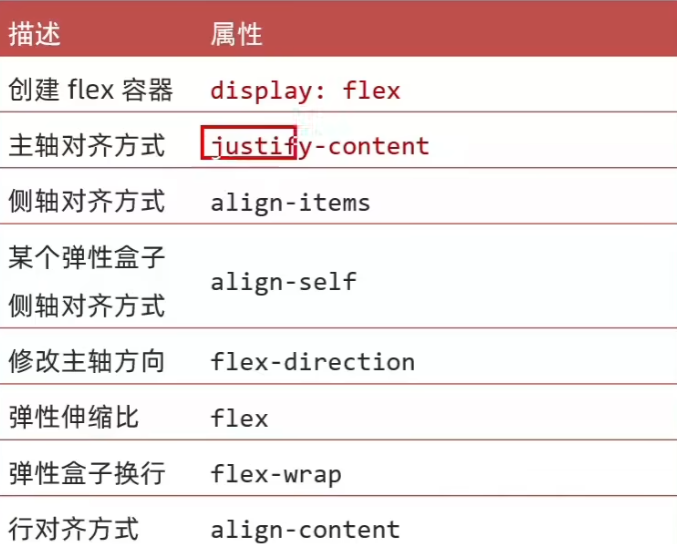 描述 属性
创建 flex 容器 display: flex
主轴对齐方式 justify-content
侧轴对齐方式 align-items
某个弹性盒子
侧轴对齐方式 align-self
修改主轴方向 flex-direction
弹性伸缩比 flex
弹性盒子换行 flex-wrap
行对齐方式 align-content